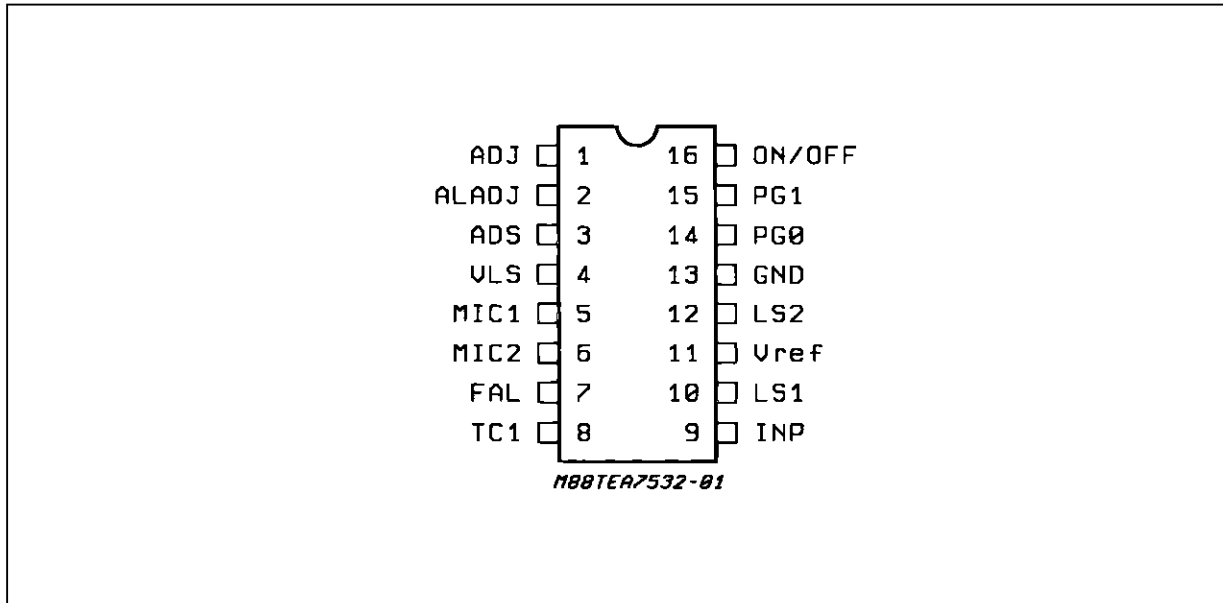 ADJ 1 16 ON/OFF
ALADJ 2 15 PG1
ADS 3 14 PG0
VLS 4 13 GND
MIC1 5 12 LS2
MIC2 6 11 Vref
FAL 7 10 LS1
TC1 8 9 INP
M88TEA7532-01